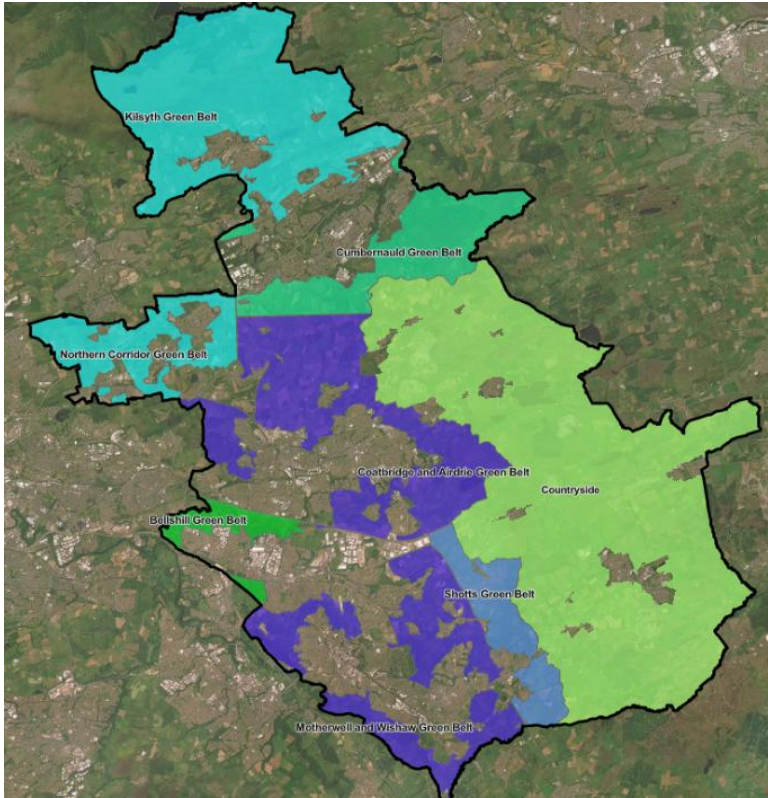 Kilsyth Green Belt
Cumbernauld Green Belt
Northern Corridor Green Belt
Coatbridge and Airdrie Green Belt
Countryside
Bellshill Green Belt
Shotts Green Belt
Motherwell and Wishaw Green Belt